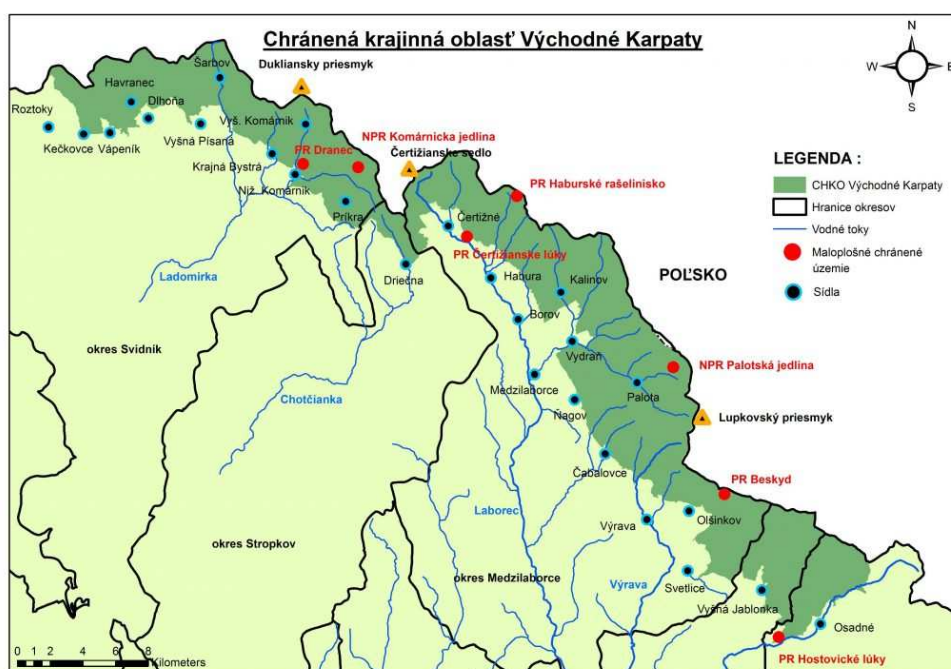 Chránená krajinná oblasť Východné Karpaty
N
W E
S
Šarbov
Dukliansky priesmyk
Havranec
Dlhoňa
Roztoky
Vyš. Komárnik
Kečkovce
Vápeník
Vyšná Písaná
NPR Komárnicka jedlina
PR Dranec
Čertižianske sedlo
Krajná Bystrá
Niž. Komárnik
PR Haburské rašelinisko
Príkra
Čertižné
PR Čertižianske lúky
Ladomirka
Driečna
Habura
Kalinov
POĽSKO
Borov
okres Svidník
Vydraň
Medzilaborce
NPR Palotská jedlina
Palota
Chotčianka
Ňagov
Lupkovský priesmyk
Čabalovce
PR Beskyd
Laborec
Olšinkov
Výrava
okres Stropkov
okres Medzilaborce
Výrava
Svetlice
Vyšná Jablonka
Osadné
PR Hostovické lúky
LEGENDA :
CHKO Východné Karpaty
Hranice okresov
Vodné toky
Maloplošné chránené
územie
Sídla
0 1 2 4 6 8
Kilometers